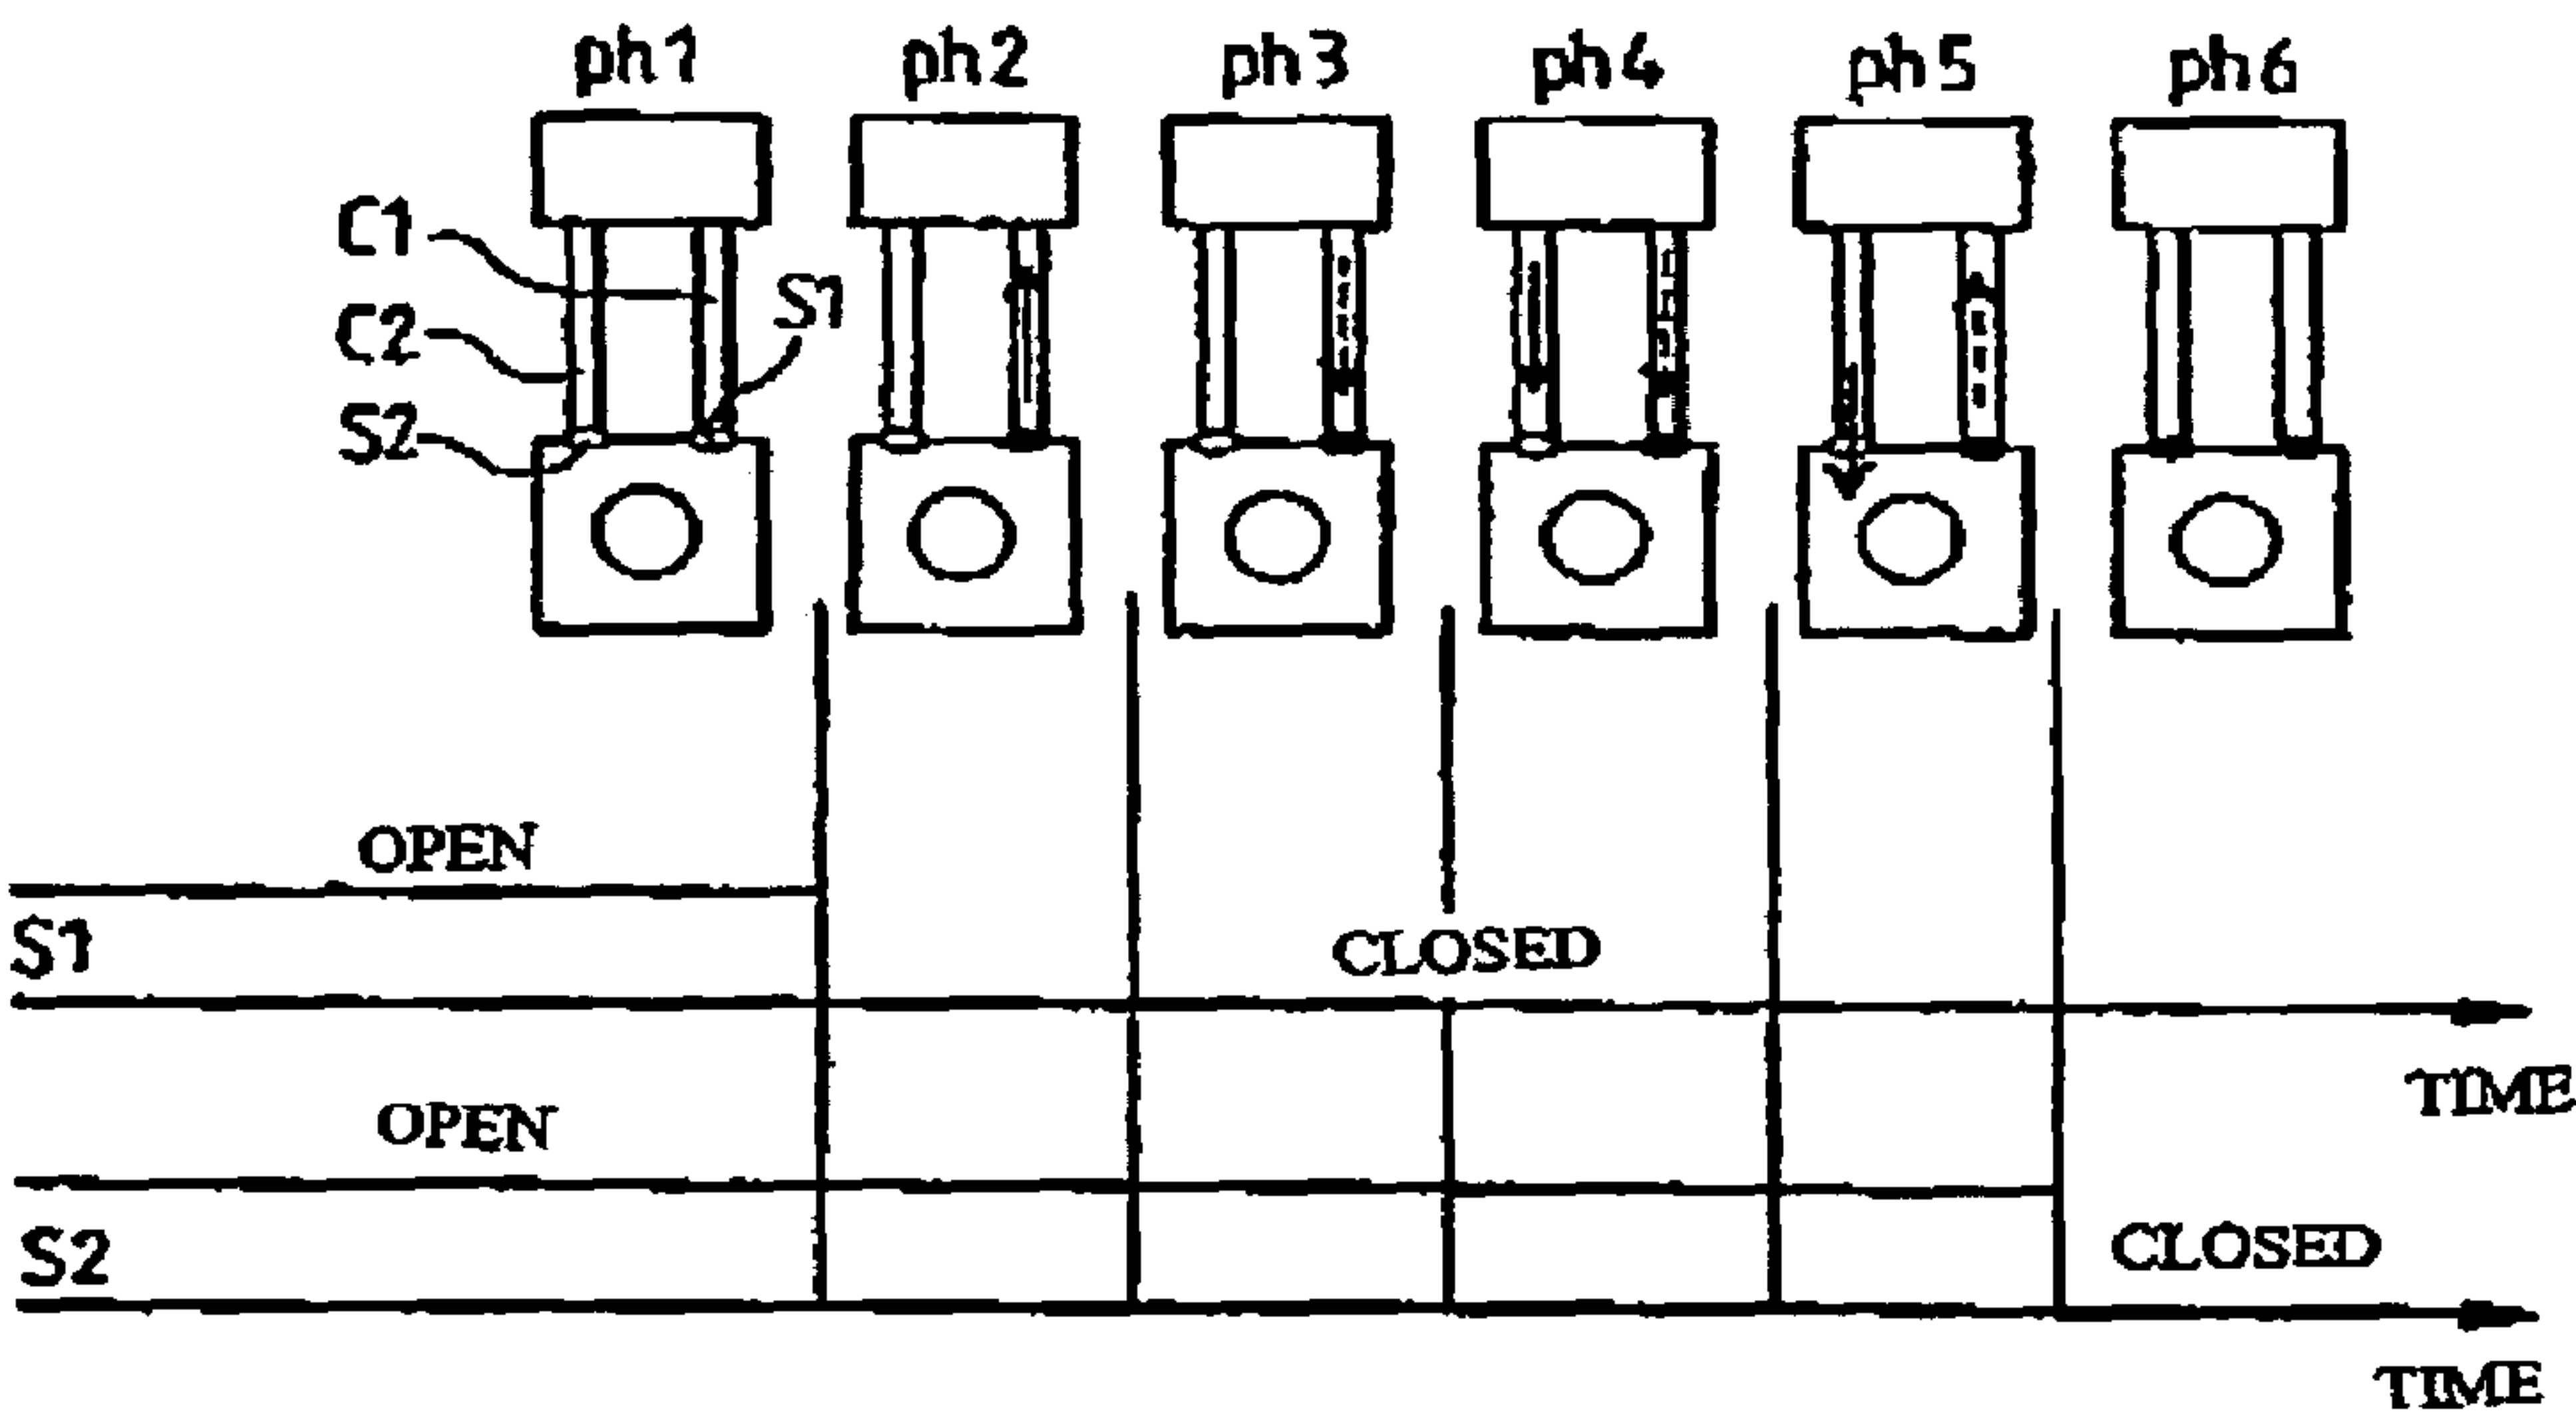 ph1 ph2 ph3 ph4 ph5 ph6
C1
S1
C2
S2
OPEN
S1
CLOSED
TIME
OPEN
S2
CLOSED
TIME